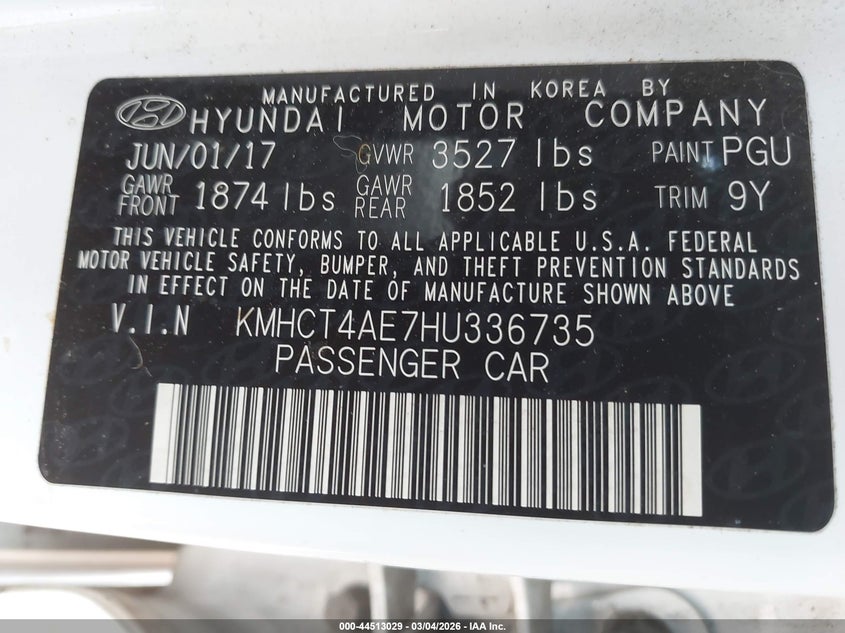 MANUFACTURED IN KOREA BY
HYUNDAI MOTOR COMPANY
JUN/01/17 GVWR 3527 lbs PAINT PGU
GAWR FRONT 1874 lbs GAWR REAR 1852 lbs TRIM 9Y
THIS VEHICLE CONFORMS TO ALL APPLICABLE U.S.A. FEDERAL
MOTOR VEHICLE SAFETY, BUMPER, AND THEFT PREVENTION STANDARDS
IN EFFECT ON THE DATE OF MANUFACTURE SHOWN ABOVE
V.I.N KMHCT4AE7HU336735
PASSENGER CAR
000-44513029 - 03/04/2026 - IAA Inc.